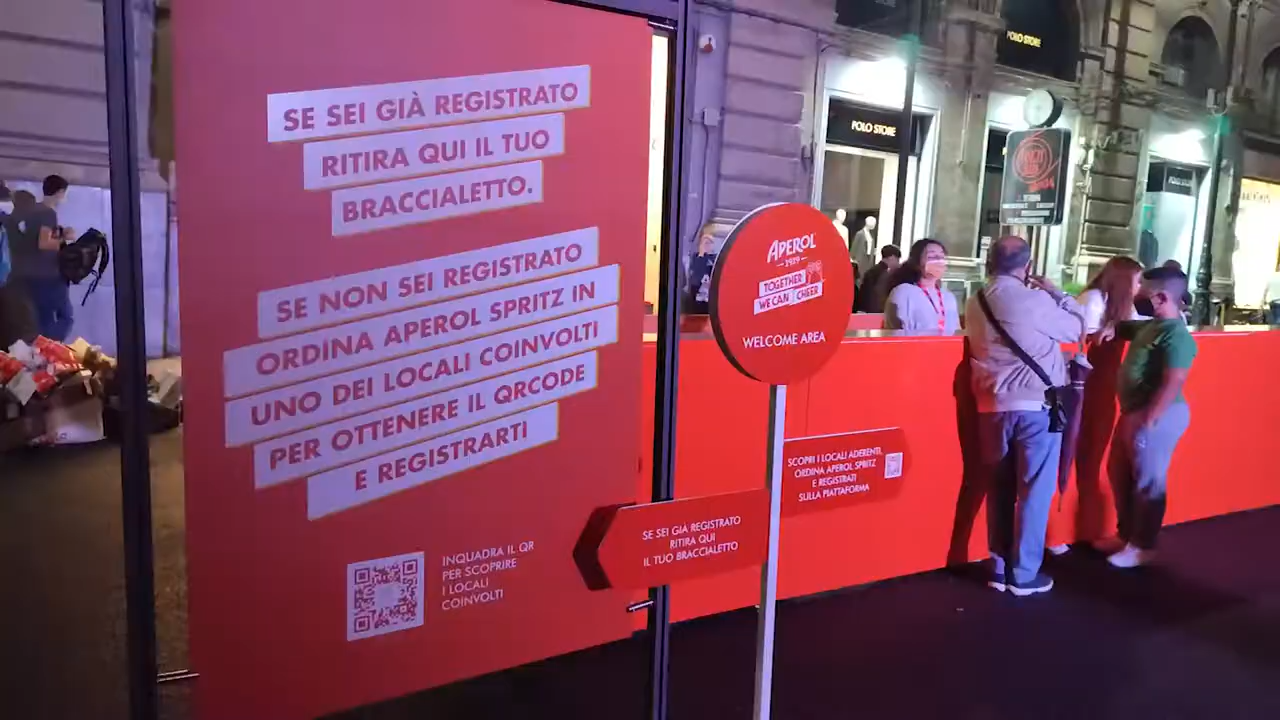 SE SEI GIÀ REGISTRATO
RITIRA QUI IL TUO
BRACCIALETTO.
SE NON SEI REGISTRATO
ORDINA APEROL SPRITZ IN
UNO DEI LOCALI COINVOLTI
PER OTTENERE IL QRCODE
E REGISTRARTI
INQUADRA IL QR
PER SCOPRIRE
I LOCALI
COINVOLTI
APEROL
1919
TOGETHER
WE CAN CHEER
WELCOME AREA
SE SEI GIÀ REGISTRATO
RITIRA QUI
IL TUO BRACCIALETTO
SCOPRI I LOCALI ADERENTI,
ORDINA APEROL SPRITZ
E REGISTRATI
SULLA PIATTAFORMA
POLO STORE
POLO STORE
POLO STORE